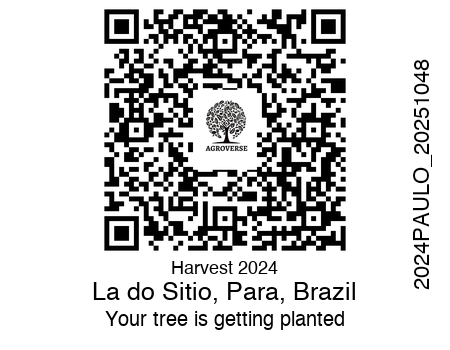 AGROVERSE
Harvest 2024
La do Sitio, Para, Brazil
Your tree is getting planted
2024PAULO_20251048